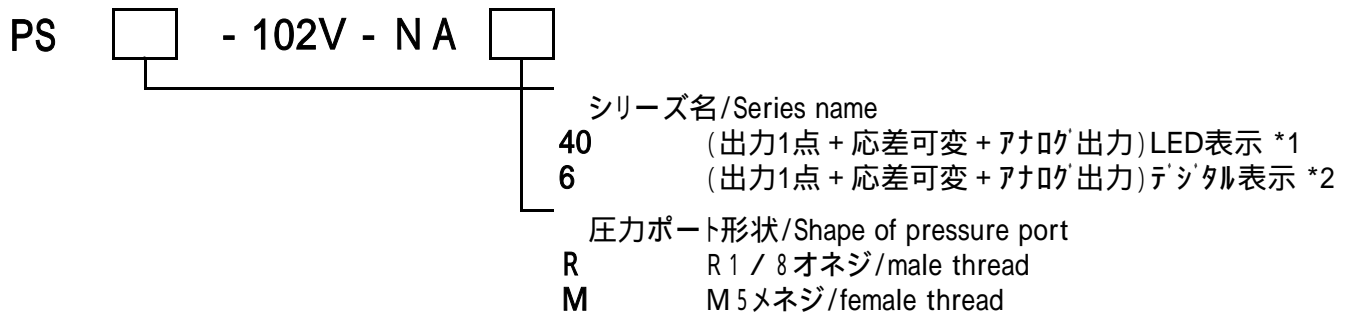 PS - 102V - N A
シリーズ名/Series name
40 (出力1点 + 応差可変 + ｱﾅﾛｸﾞ出力) LED表示 *1
6 (出力1点 + 応差可変 + ｱﾅﾛｸﾞ出力) ﾃﾞｼﾞﾀﾙ表示 *2
圧力ポート形状/Shape of pressure port
R R１／８オネジ/male thread
M M５メネジ/female thread